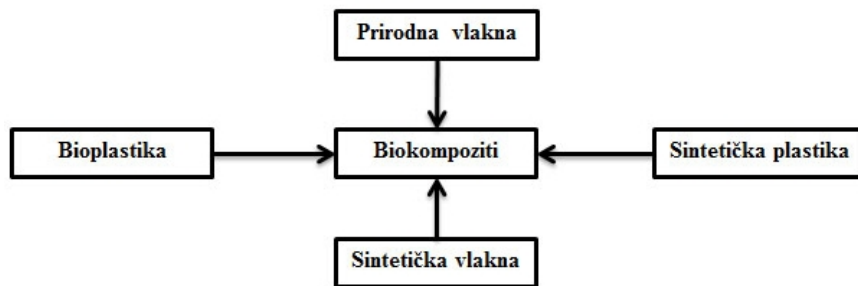 Prirodna vlakna
Bioplastika
Biokompoziti
Sintetička plastika
Sintetička vlakna